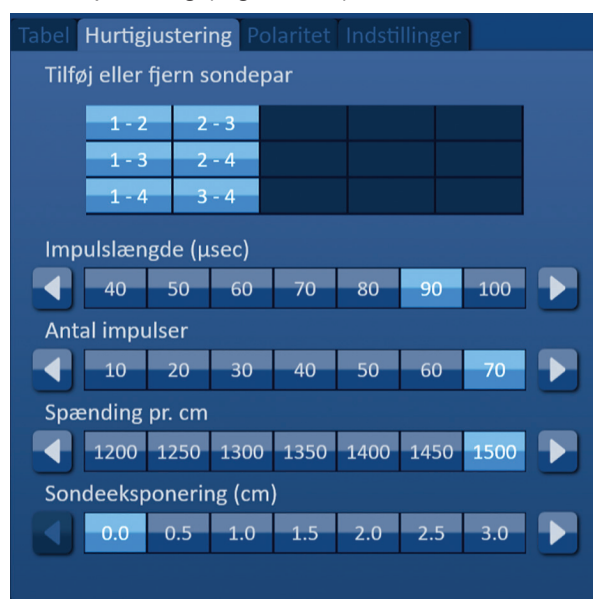 Tabel Hurtigjustering Polaritet Indstillinger
Tilføj eller fjern sondepar
1 - 2 2 - 3
1 - 3 2 - 4
1 - 4 3 - 4
Impulslængde (µsec)
40 50 60 70 80 90 100
Antal impulser
10 20 30 40 50 60 70
Spænding pr. cm
1200 1250 1300 1350 1400 1450 1500
Sondeeksponering (cm)
0.0 0.5 1.0 1.5 2.0 2.5 3.0